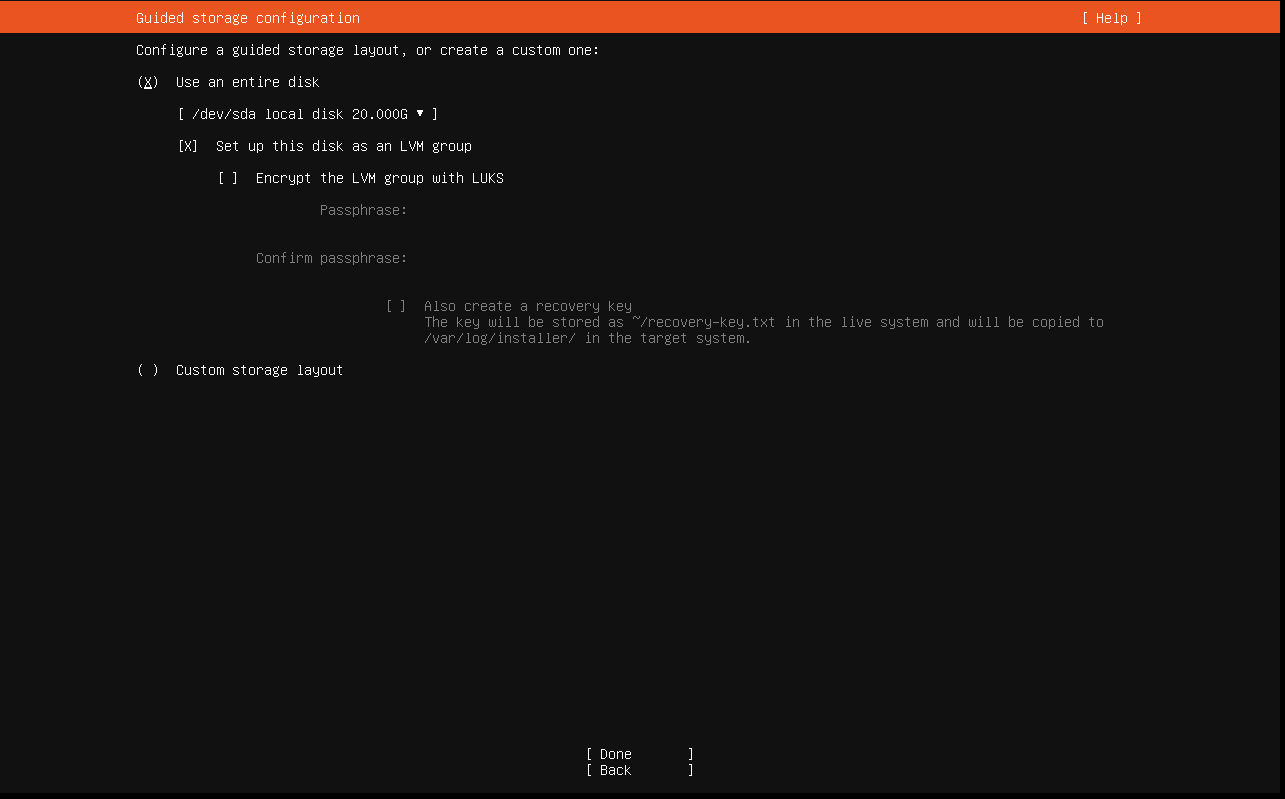 Guided storage configuration [ Help ]
Configure a guided storage layout, or create a custom one:
(X) Use an entire disk
[ /dev/sda local disk 20.000G ▾ ]
[X] Set up this disk as an LVM group
[ ] Encrypt the LVM group with LUKS
Passphrase:
Confirm passphrase:
[ ] Also create a recovery key
The key will be stored as ~/recovery-key.txt in the live system and will be copied to
/var/log/installer/ in the target system.
( ) Custom storage layout
[ Done ]
[ Back ]